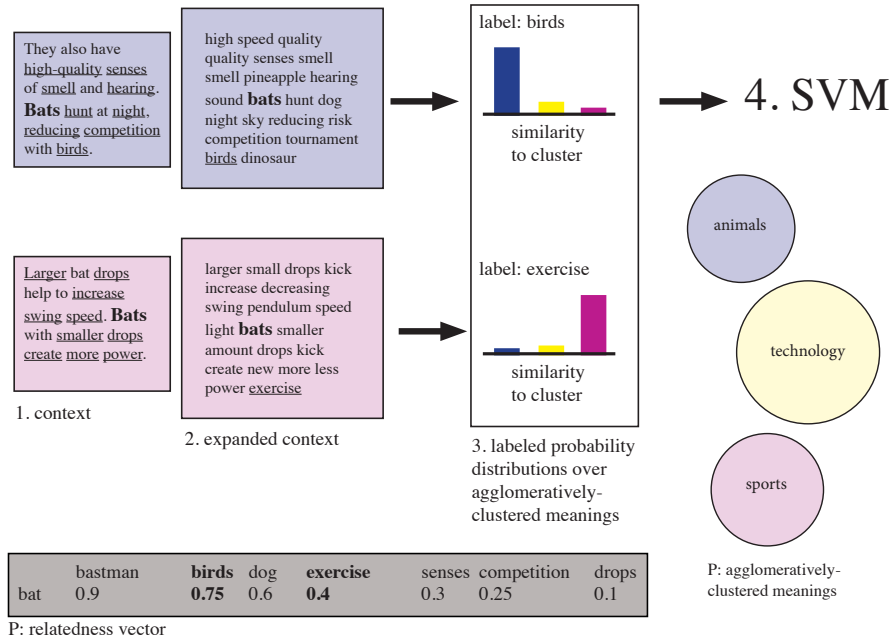 They also have
high-quality senses
of smell and hearing.
Bats hunt at night,
reducing competition
with birds.
high speed quality
quality senses smell
smell pineapple hearing
sound bats hunt dog
night sky reducing risk
competition tournament
birds dinosaur
label: birds
similarity
to cluster
4. SVM
Larger bat drops
help to increase
swing speed. Bats
with smaller drops
create more power.
1. context
larger small drops kick
increase decreasing
swing pendulum speed
light bats smaller
amount drops kick
create new more less
power exercise
2. expanded context
label: exercise
similarity
to cluster
3. labeled probability
distributions over
agglomeratively-
clustered meanings
animals
technology
sports
P: agglomeratively-
clustered meanings
bastman birds dog exercise senses competition drops
bat 0.9 0.75 0.6 0.4 0.3 0.25 0.1
P: relatedness vector